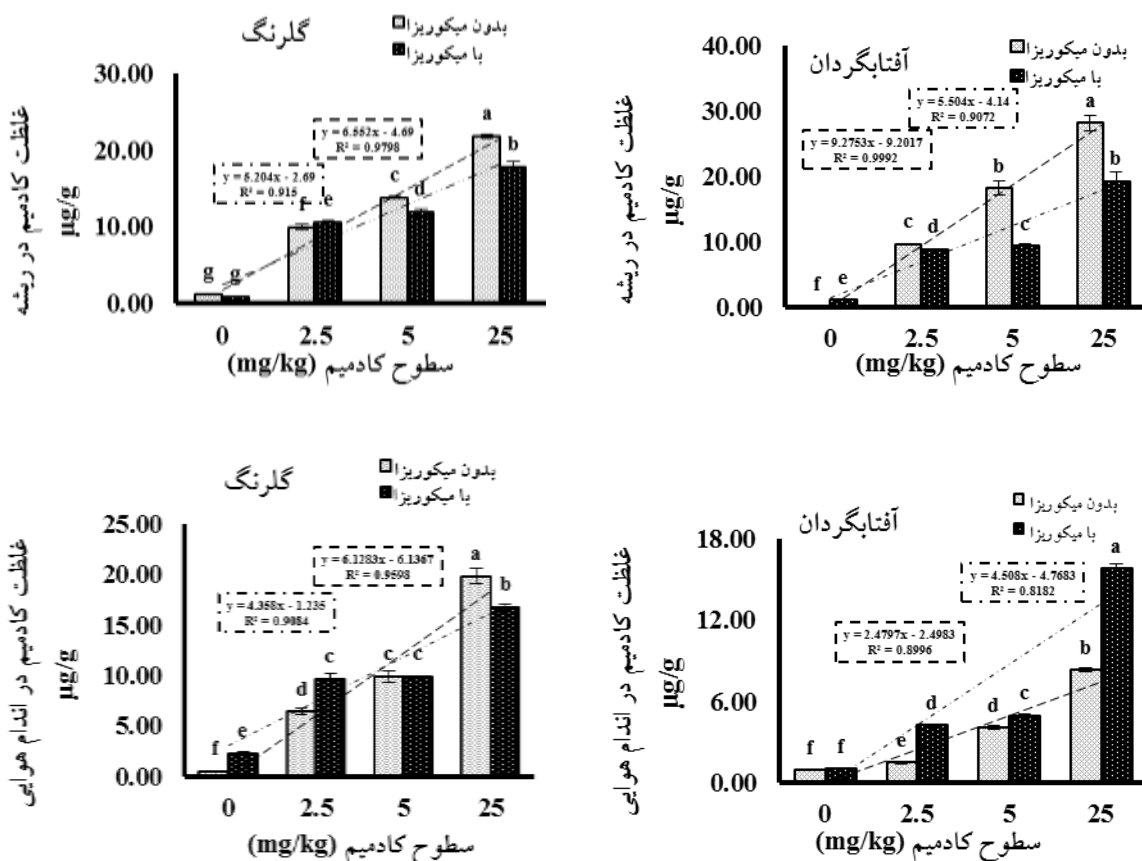 گلرنگ
بدون میکوریزا
با میکوریزا
غلظت کادمیم در ریشه
µg/g
30.00
20.00
10.00
0.00
y = 6.552x - 4.69
R² = 0.9798
y = 5.204x - 2.69
R² = 0.915
g g f e c d a b
0 2.5 5 25
سطوح کادمیم (mg/kg)
آفتابگردان
بدون میکوریزا
با میکوریزا
غلظت کادمیم در ریشه
µg/g
40.00
30.00
20.00
10.00
0.00
y = 5.504x - 4.14
R² = 0.9072
y = 9.2753x - 9.2017
R² = 0.9992
f e c d b c a b
0 2.5 5 25
سطوح کادمیم (mg/kg)
گلرنگ
بدون میکوریزا
با میکوریزا
غلظت کادمیم در اندام هوایی
µg/g
25.00
20.00
15.00
10.00
5.00
0.00
y = 6.1283x - 6.1367
R² = 0.9598
y = 4.358x - 1.235
R² = 0.9084
f e d c c c a b
0 2.5 5 25
سطوح کادمیم (mg/kg)
آفتابگردان
بدون میکوریزا
با میکوریزا
غلظت کادمیم در اندام هوایی
µg/g
18.00
12.00
6.00
0.00
y = 4.508x - 4.7683
R² = 0.8182
y = 2.4797x - 2.4983
R² = 0.8996
f f e d d c b a
0 2.5 5 25
سطوح کادمیم (mg/kg)